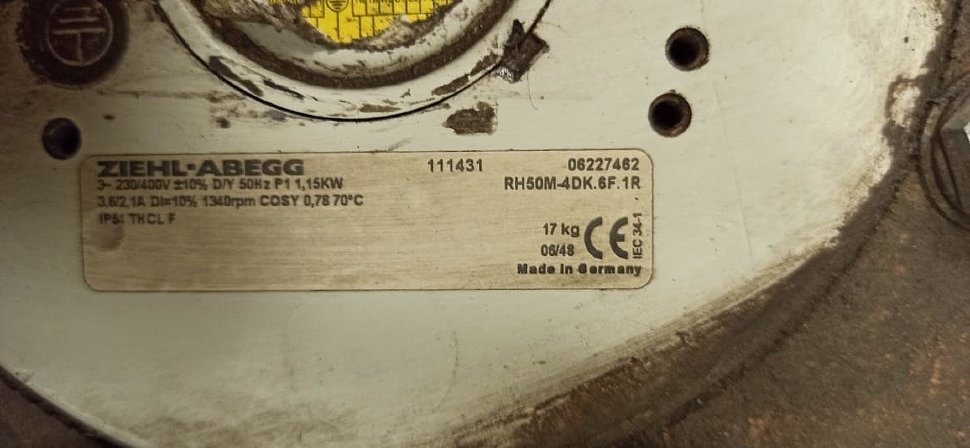 ZIEHL-ABEGG 111431 06227462
3~ 230/400V ±10% D/Y 50Hz P1 1,15KW RH50M-4DK.6F.1R
3,6/2,1A DI=10% 1340rpm COSY 0,78 70°C
IP54 THCL F
17 kg CE
06/48
IEC 34-1
Made in Germany